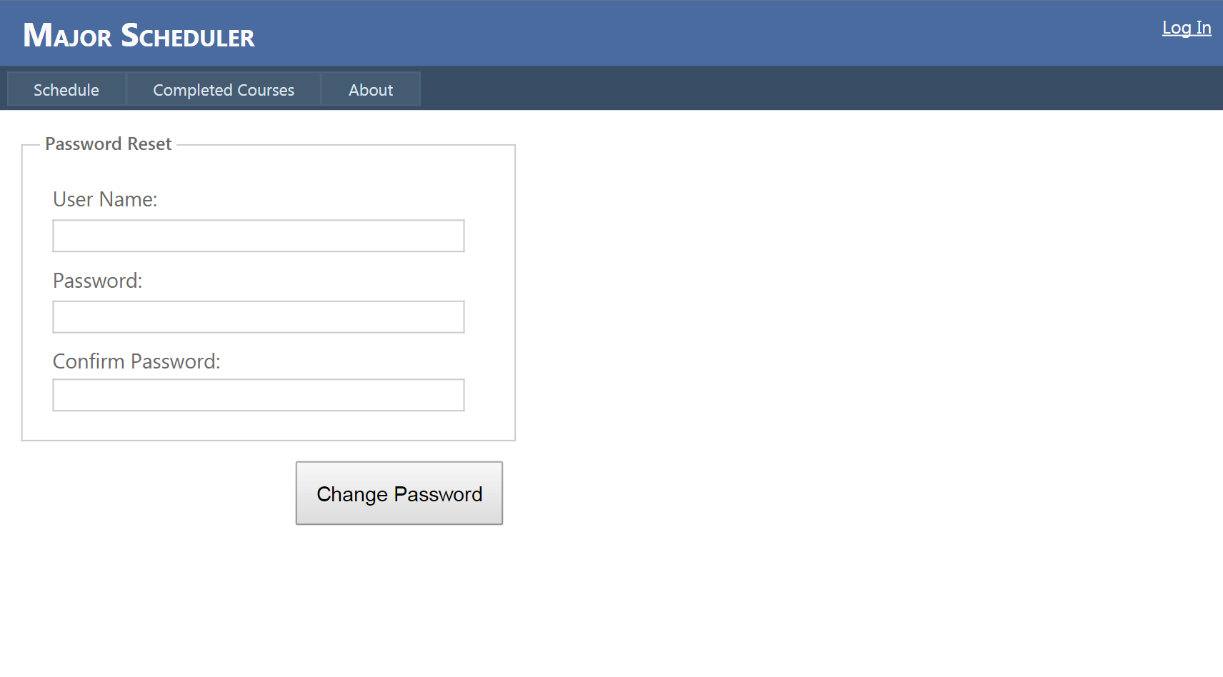 Major Scheduler
Log In
Schedule Completed Courses About
Password Reset
User Name:
Password:
Confirm Password:
Change Password